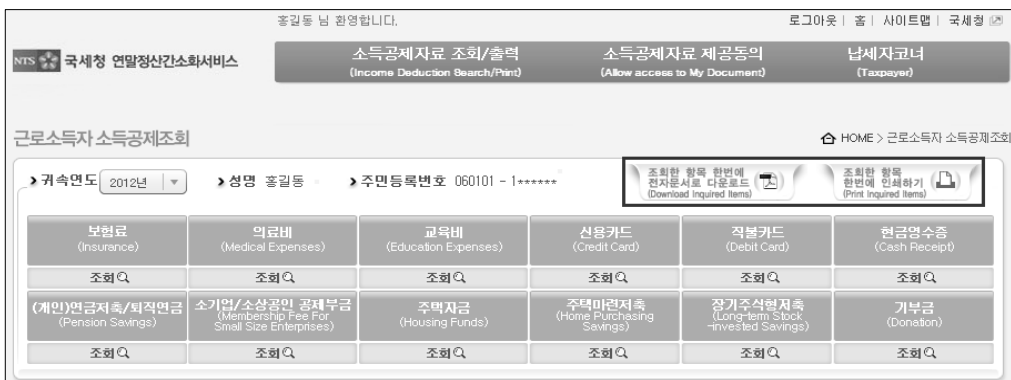 홍길동 님 환영합니다.
로그아웃 | 홈 | 사이트맵 | 국세청
NTS 국세청 연말정산간소화서비스
소득공제자료 조회/출력
(Income Deduction Search/Print)
소득공제자료 제공동의
(Allow access to My Document)
납세자코너
(Taxpayer)
근로소득자 소득공제조회
HOME > 근로소득자 소득공제조회
귀속연도 2012년
성명 홍길동
주민등록번호 060101 - 1******
조회한 항목 한번에
전자문서로 다운로드
(Download Inquired Items)
조회한 항목
한번에 인쇄하기
(Print Inquired Items)
보험료
(Insurance)
의료비
(Medical Expenses)
교육비
(Education Expenses)
신용카드
(Credit Card)
직불카드
(Debit Card)
현금영수증
(Cash Receipt)
조회 조회 조회 조회 조회 조회
(개인)연금저축/퇴직연금
(Pension Savings)
소기업/소상공인 공제부금
(Membership Fee For
Small Size Enterprises)
주택자금
(Housing Funds)
주택마련저축
(Home Purchasing
Savings)
장기주식형저축
(Long-term Stock
-invested Savings)
기부금
(Donation)
조회 조회 조회 조회 조회 조회